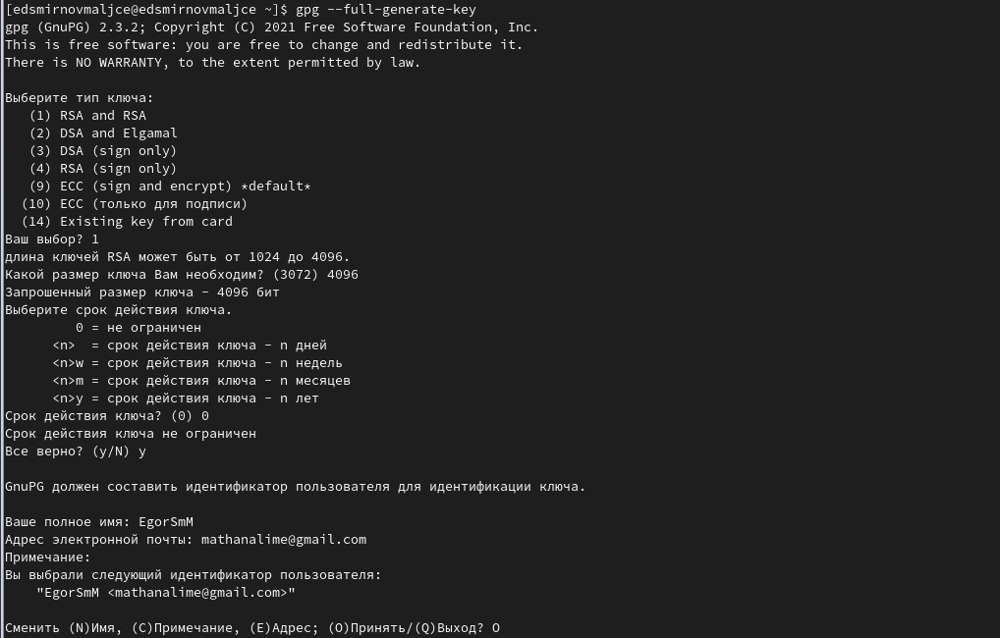 [edsmirnovmaljce@edsmirnovmaljce ~]$ gpg --full-generate-key
gpg (GnuPG) 2.3.2; Copyright (C) 2021 Free Software Foundation, Inc.
This is free software: you are free to change and redistribute it.
There is NO WARRANTY, to the extent permitted by law.

Выберите тип ключа:
   (1) RSA and RSA
   (2) DSA and Elgamal
   (3) DSA (sign only)
   (4) RSA (sign only)
   (9) ECC (sign and encrypt) *default*
  (10) ECC (только для подписи)
  (14) Existing key from card
Ваш выбор? 1
длина ключей RSA может быть от 1024 до 4096.
Какой размер ключа Вам необходим? (3072) 4096
Запрошенный размер ключа - 4096 бит
Выберите срок действия ключа.
         0 = не ограничен
      <n>  = срок действия ключа - n дней
      <n>w = срок действия ключа - n недель
      <n>m = срок действия ключа - n месяцев
      <n>y = срок действия ключа - n лет
Срок действия ключа? (0) 0
Срок действия ключа не ограничен
Все верно? (y/N) y

GnuPG должен составить идентификатор пользователя для идентификации ключа.

Ваше полное имя: EgorSmM
Адрес электронной почты: mathanalime@gmail.com
Примечание:
Вы выбрали следующий идентификатор пользователя:
    "EgorSmM <mathanalime@gmail.com>"

Сменить (N)Имя, (C)Примечание, (E)Адрес; (O)Принять/(Q)Выход? O